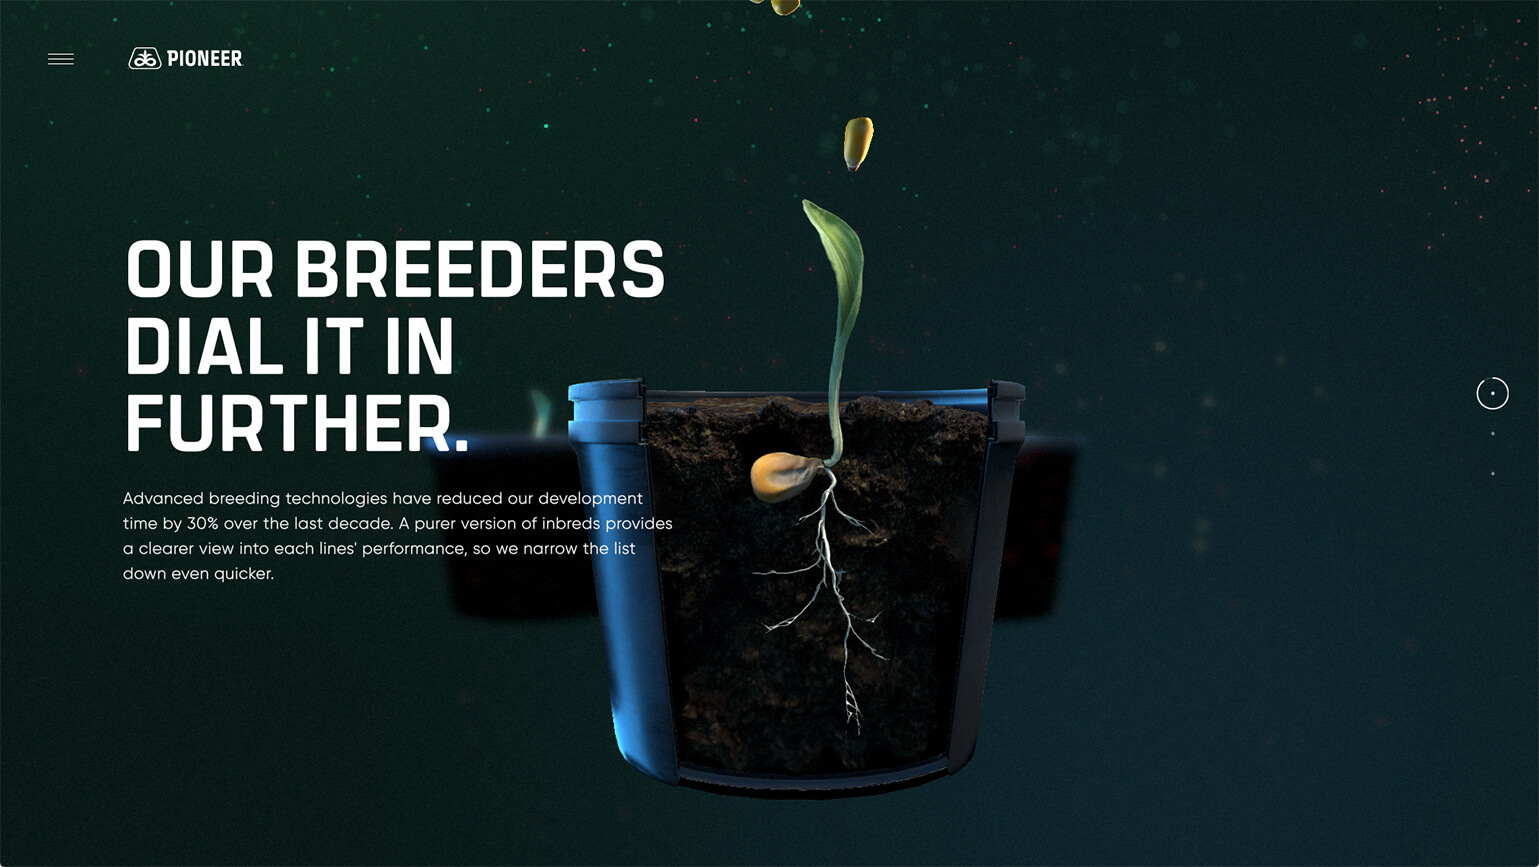 PIONEER
OUR BREEDERS
DIAL IT IN
FURTHER.
Advanced breeding technologies have reduced our development
time by 30% over the last decade. A purer version of inbreds provides
a clearer view into each lines' performance, so we narrow the list
down even quicker.